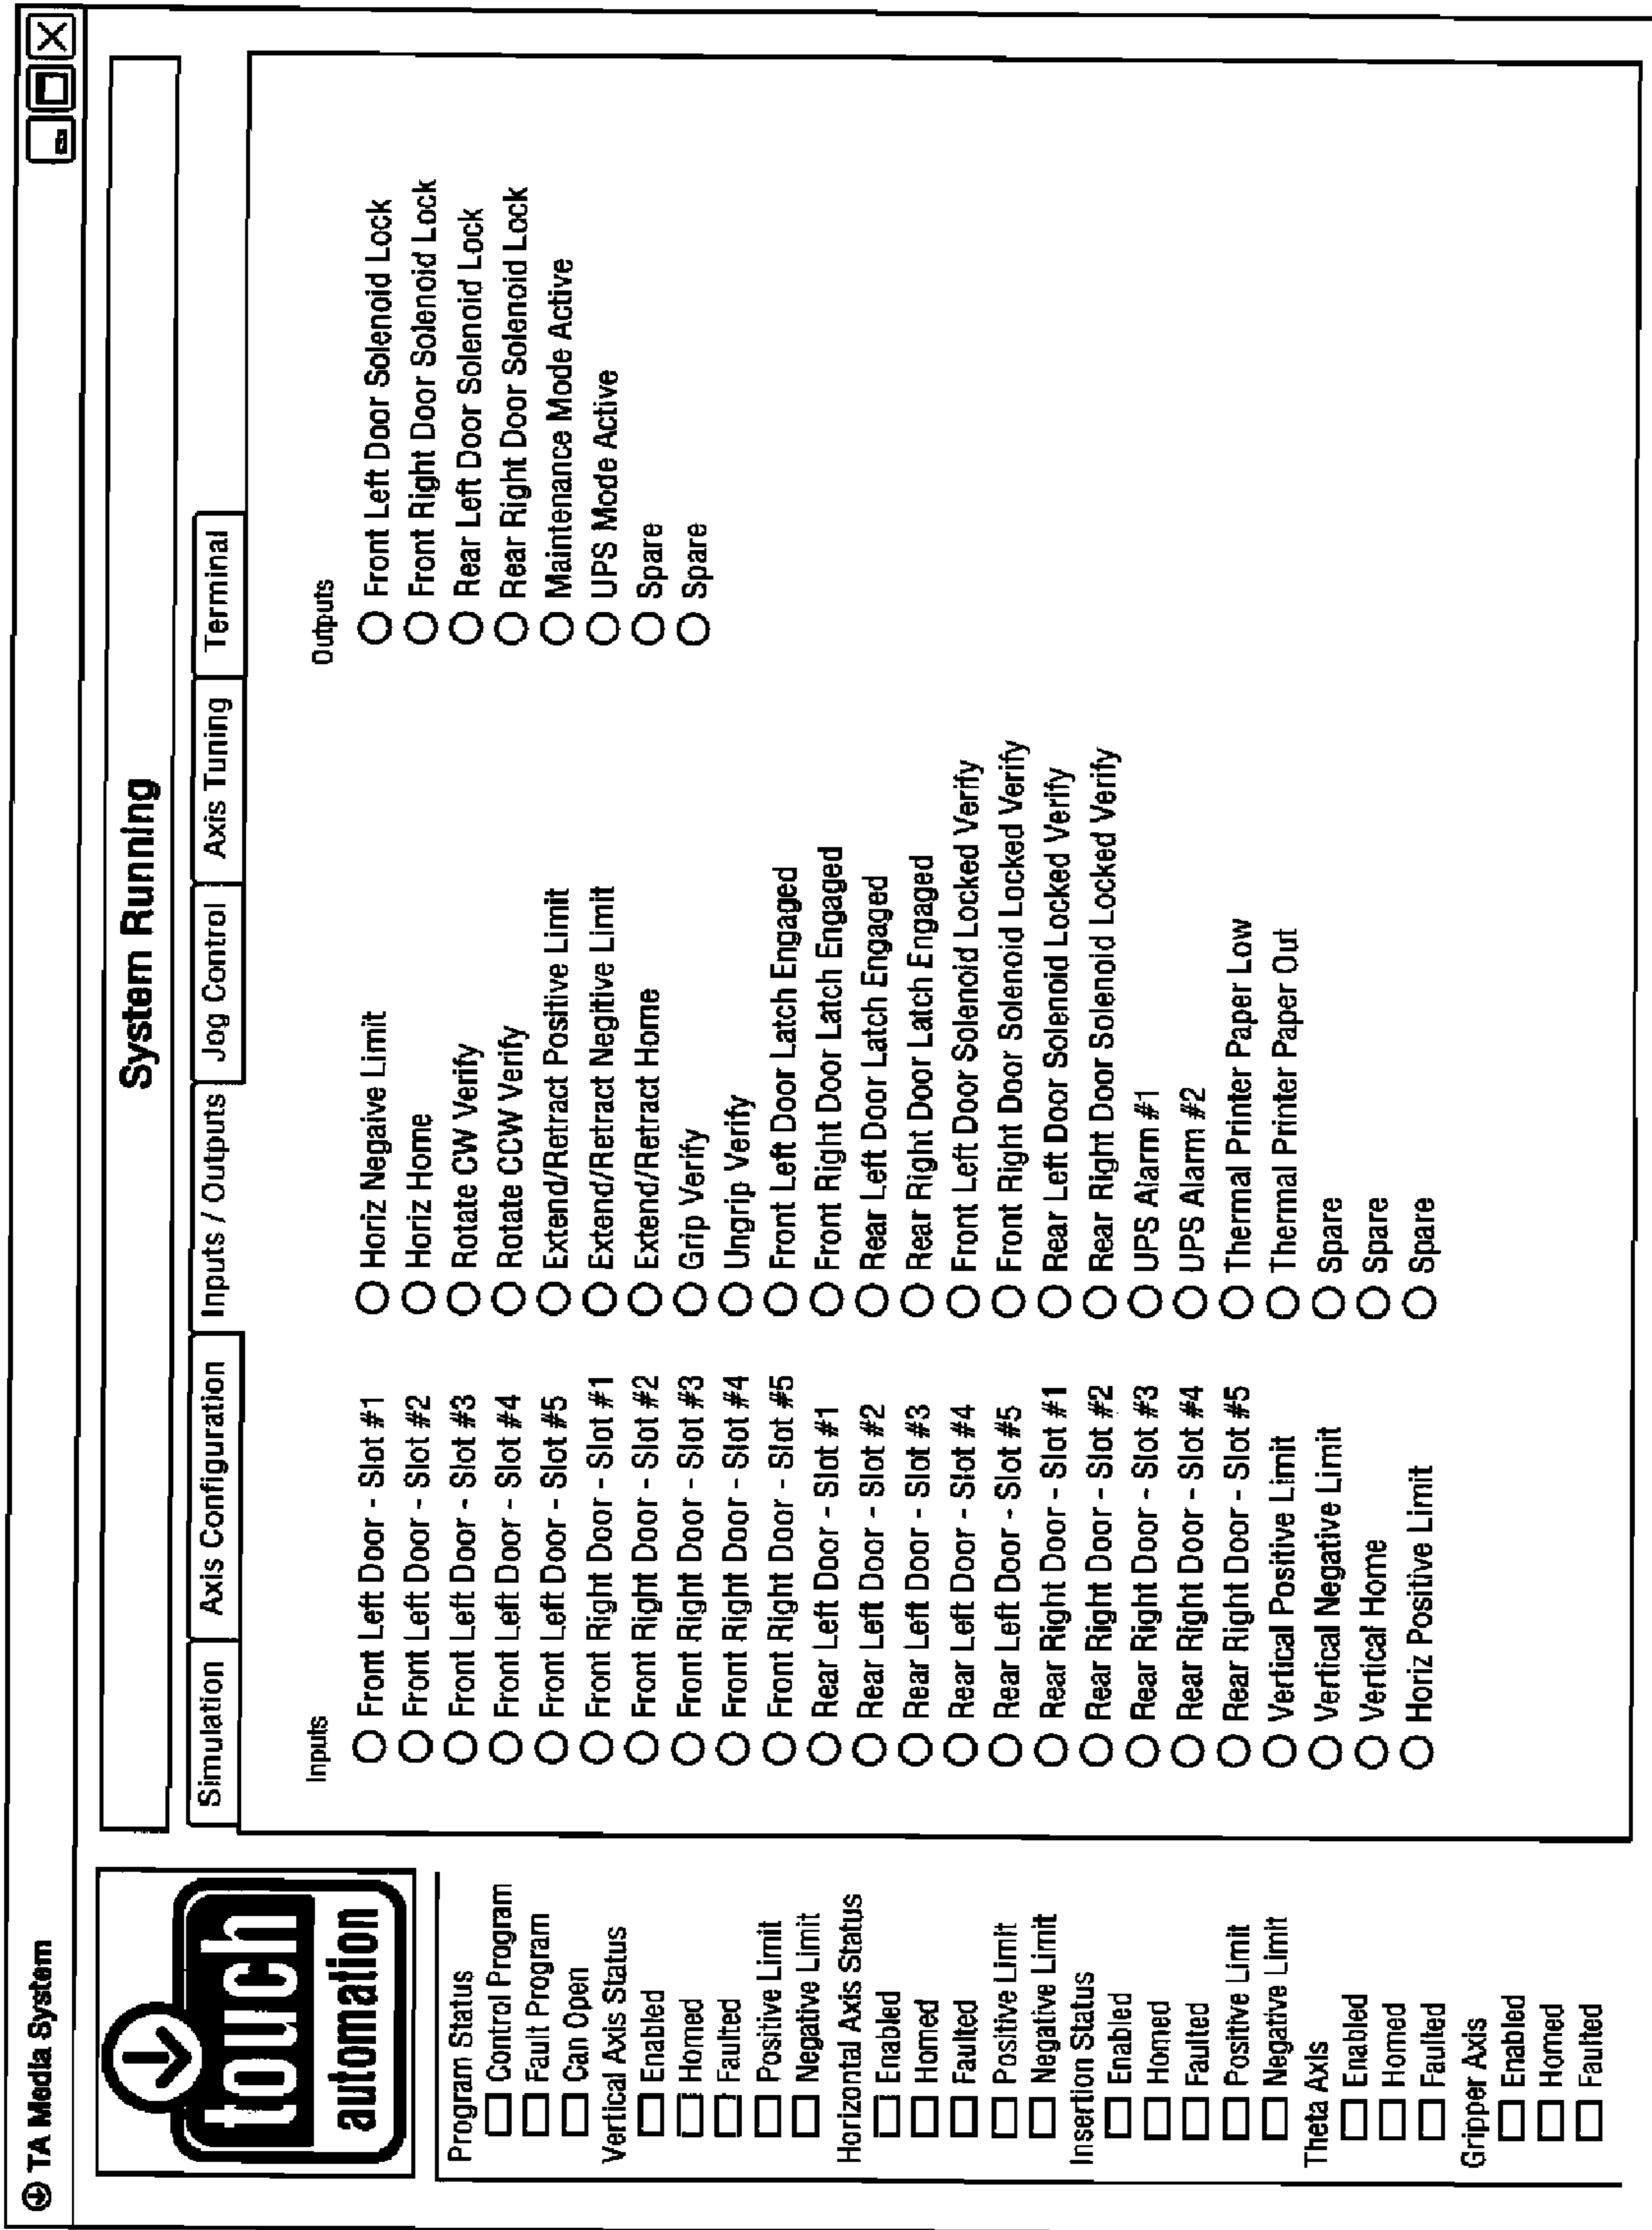 TA Media System
touch
automation
System Running
Simulation
Axis Configuration
Inputs / Outputs
Jog Control
Axis Tuning
Terminal
Program Status
Control Program
Fault Program
Can Open
Vertical Axis Status
Enabled
Homed
Faulted
Positive Limit
Negative Limit
Horizontal Axis Status
Enabled
Homed
Faulted
Positive Limit
Negative Limit
Insertion Status
Enabled
Homed
Faulted
Positive Limit
Negative Limit
Theta Axis
Enabled
Homed
Faulted
Gripper Axis
Enabled
Homed
Faulted
Inputs
Front Left Door - Slot #1
Front Left Door - Slot #2
Front Left Door - Slot #3
Front Left Door - Slot #4
Front Left Door - Slot #5
Front Right Door - Slot #1
Front Right Door - Slot #2
Front Right Door - Slot #3
Front Right Door - Slot #4
Front Right Door - Slot #5
Rear Left Door - Slot #1
Rear Left Door - Slot #2
Rear Left Door - Slot #3
Rear Left Door - Slot #4
Rear Left Door - Slot #5
Rear Right Door - Slot #1
Rear Right Door - Slot #2
Rear Right Door - Slot #3
Rear Right Door - Slot #4
Rear Right Door - Slot #5
Vertical Positive Limit
Vertical Negative Limit
Vertical Home
Horiz Positive Limit
Horiz Negaive Limit
Horiz Home
Rotate CW Verify
Rotate CCW Verify
Extend/Retract Positive Limit
Extend/Retract Negitive Limit
Extend/Retract Home
Grip Verify
Ungrip Verify
Front Left Door Latch Engaged
Front Right Door Latch Engaged
Rear Left Door Latch Engaged
Rear Right Door Latch Engaged
Front Left Door Solenoid Locked Verify
Front Right Door Solenoid Locked Verify
Rear Left Door Solenoid Locked Verify
Rear Right Door Solenoid Locked Verify
UPS Alarm #1
UPS Alarm #2
Thermal Printer Paper Low
Thermal Printer Paper Out
Spare
Spare
Spare
Outputs
Front Left Door Solenoid Lock
Front Right Door Solenoid Lock
Rear Left Door Solenoid Lock
Rear Right Door Solenoid Lock
Maintenance Mode Active
UPS Mode Active
Spare
Spare